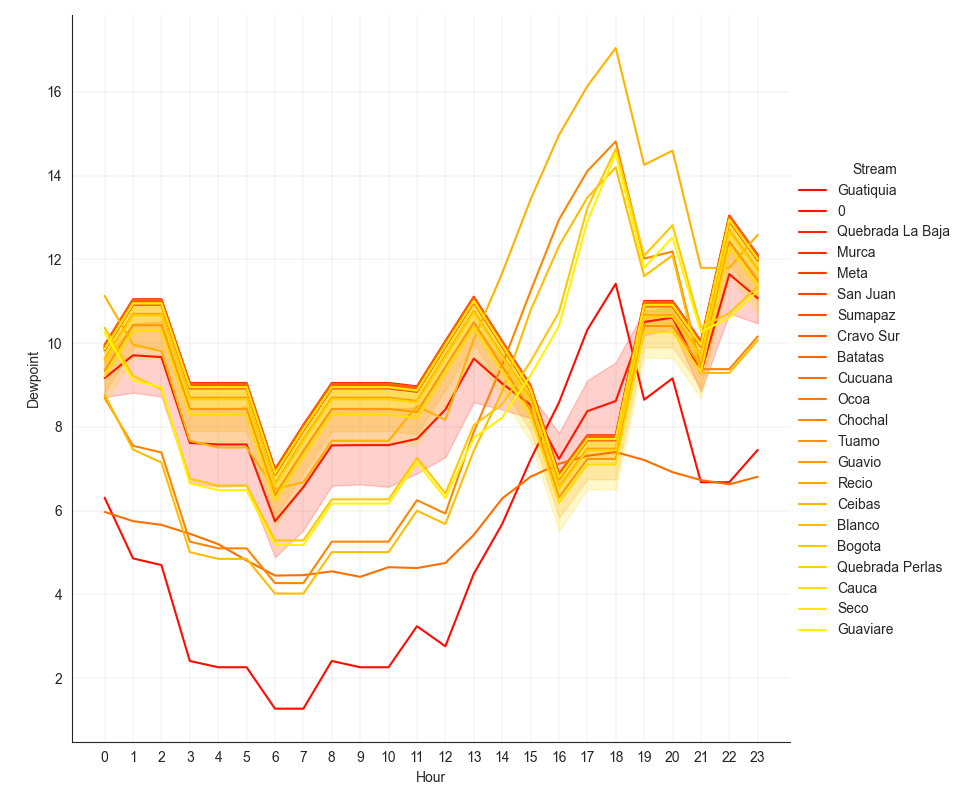 16
14
12
10
8
6
4
2
Dewpoint
0 1 2 3 4 5 6 7 8 9 10 11 12 13 14 15 16 17 18 19 20 21 22 23
Hour
Stream
Guatiquia
0
Quebrada La Baja
Murca
Meta
San Juan
Sumapaz
Cravo Sur
Batatas
Cucuana
Ocoa
Chochal
Tuamo
Guavio
Recio
Ceibas
Blanco
Bogota
Quebrada Perlas
Cauca
Seco
Guaviare